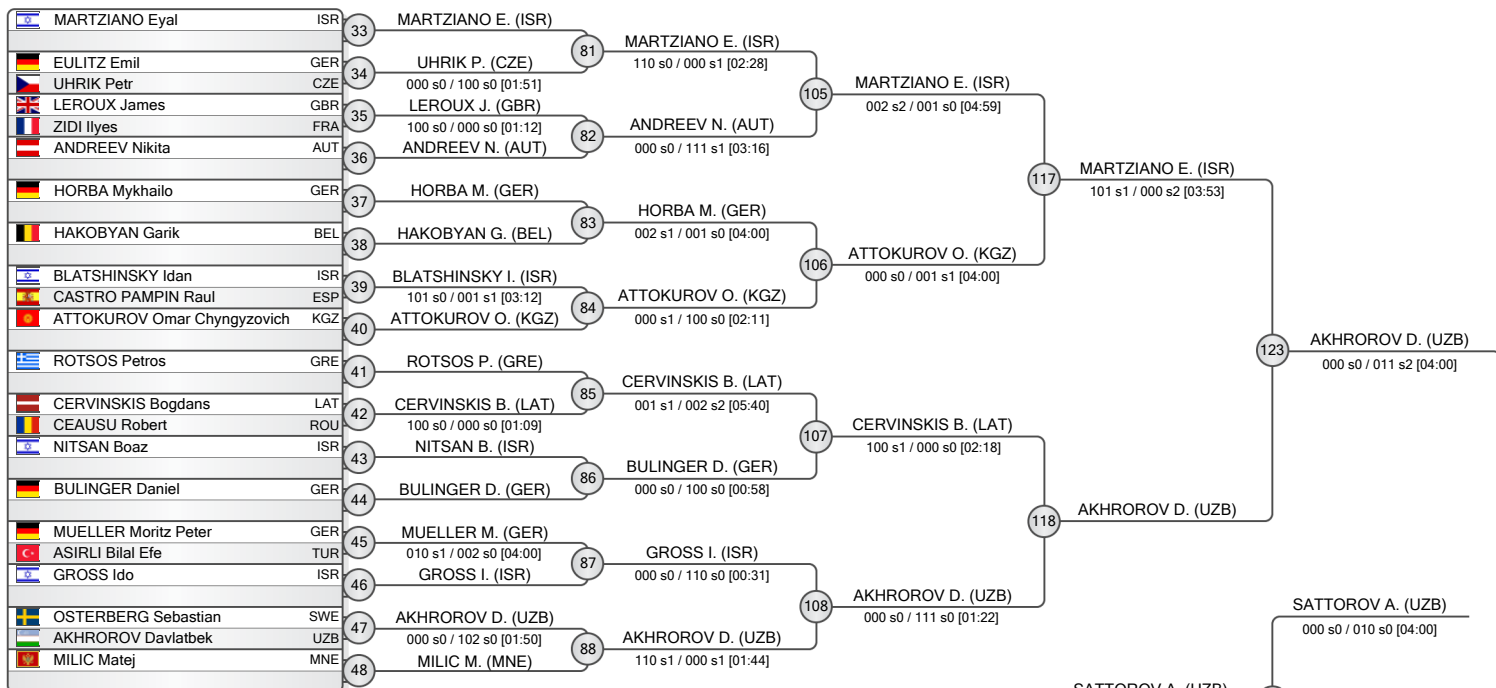 MARTZIANO Eyal ISR
EULITZ Emil GER
UHRIK Petr CZE
LEROUX James GBR
ZIDI Ilyes FRA
ANDREEV Nikita AUT
HORBA Mykhailo GER
HAKOBYAN Garik BEL
BLATSHINSKY Idan ISR
CASTRO PAMPIN Raul ESP
ATTOKUROV Omar Chyngyzovich KGZ
ROTSOS Petros GRE
CERVINSKIS Bogdans LAT
CEAUSU Robert ROU
NITSAN Boaz ISR
BULINGER Daniel GER
MUELLER Moritz Peter GER
ASIRLI Bilal Efe TUR
GROSS Ido ISR
OSTERBERG Sebastian SWE
AKHROROV Davlatbek UZB
MILIC Matej MNE
33
34
35
36
37
38
39
40
41
42
43
44
45
46
47
48
MARTZIANO E. (ISR)
UHRIK P. (CZE)
000 s0 / 100 s0 [01:51]
LEROUX J. (GBR)
100 s0 / 000 s0 [01:12]
ANDREEV N. (AUT)
HORBA M. (GER)
HAKOBYAN G. (BEL)
BLATSHINSKY I. (ISR)
101 s0 / 001 s1 [03:12]
ATTOKUROV O. (KGZ)
ROTSOS P. (GRE)
CERVINSKIS B. (LAT)
100 s0 / 000 s0 [01:09]
NITSAN B. (ISR)
BULINGER D. (GER)
MUELLER M. (GER)
010 s1 / 002 s0 [04:00]
GROSS I. (ISR)
AKHROROV D. (UZB)
000 s0 / 102 s0 [01:50]
MILIC M. (MNE)
81
82
83
84
85
86
87
88
MARTZIANO E. (ISR)
110 s0 / 000 s1 [02:28]
ANDREEV N. (AUT)
000 s0 / 111 s1 [03:16]
HORBA M. (GER)
002 s1 / 001 s0 [04:00]
ATTOKUROV O. (KGZ)
000 s1 / 100 s0 [02:11]
CERVINSKIS B. (LAT)
001 s1 / 002 s2 [05:40]
BULINGER D. (GER)
000 s0 / 100 s0 [00:58]
GROSS I. (ISR)
000 s0 / 110 s0 [00:31]
AKHROROV D. (UZB)
110 s1 / 000 s1 [01:44]
105
106
107
108
MARTZIANO E. (ISR)
002 s2 / 001 s0 [04:59]
ATTOKUROV O. (KGZ)
000 s0 / 001 s1 [04:00]
CERVINSKIS B. (LAT)
100 s1 / 000 s0 [02:18]
AKHROROV D. (UZB)
000 s0 / 111 s0 [01:22]
117
118
MARTZIANO E. (ISR)
101 s1 / 000 s2 [03:53]
AKHROROV D. (UZB)
123
AKHROROV D. (UZB)
000 s0 / 011 s2 [04:00]
SATTOROV A. (UZB)
000 s0 / 010 s0 [04:00]
SATTOROV A. (UZB)